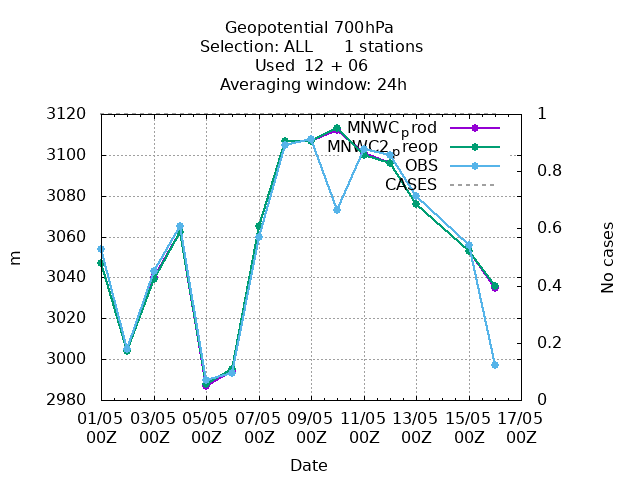 Geopotential 700hPa
Selection: ALL      1 stations
Used  12 + 06
Averaging window: 24h
3120
3100
3080
3060
3040
3020
3000
2980
m
1
0.8
0.6
0.4
0.2
0
No cases
MNWCprod
MNWC2preop
OBS
CASES
01/05 03/05 05/05 07/05 09/05 11/05 13/05 15/05 17/05
00Z 00Z 00Z 00Z 00Z 00Z 00Z 00Z 00Z
Date